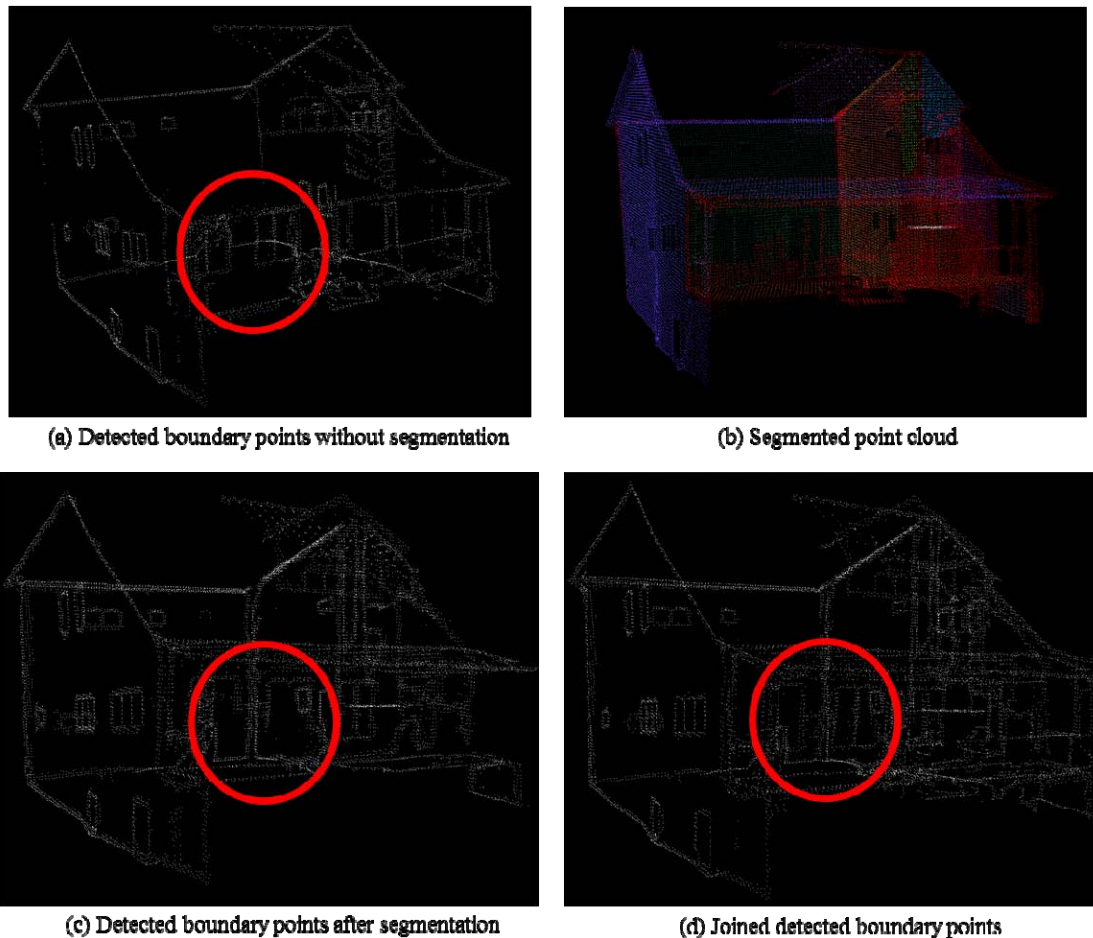 (a) Detected boundary points without segmentation
(b) Segmented point cloud
(c) Detected boundary points after segmentation
(d) Joined detected boundary points